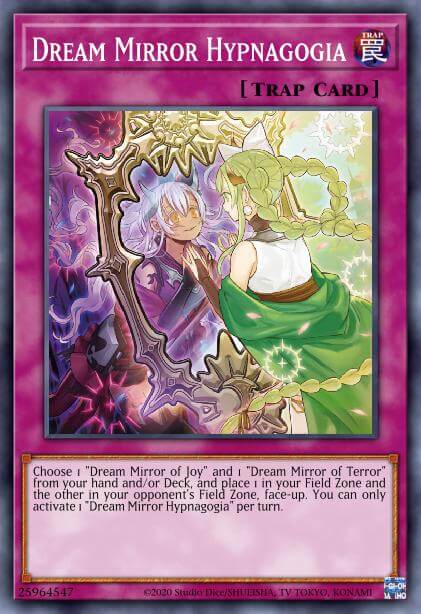 DREAM MIRROR HYPNAGOGIA
TRAP
罠
[TRAP CARD]
Choose 1 "Dream Mirror of Joy" and 1 "Dream Mirror of Terror"
from your hand and/or Deck, and place 1 in your Field Zone and
the other in your opponent's Field Zone, face-up. You can only
activate 1 "Dream Mirror Hypnagogia" per turn.
25964547
©2020 Studio Dice/SHUEISHA, TV TOKYO, KONAMI